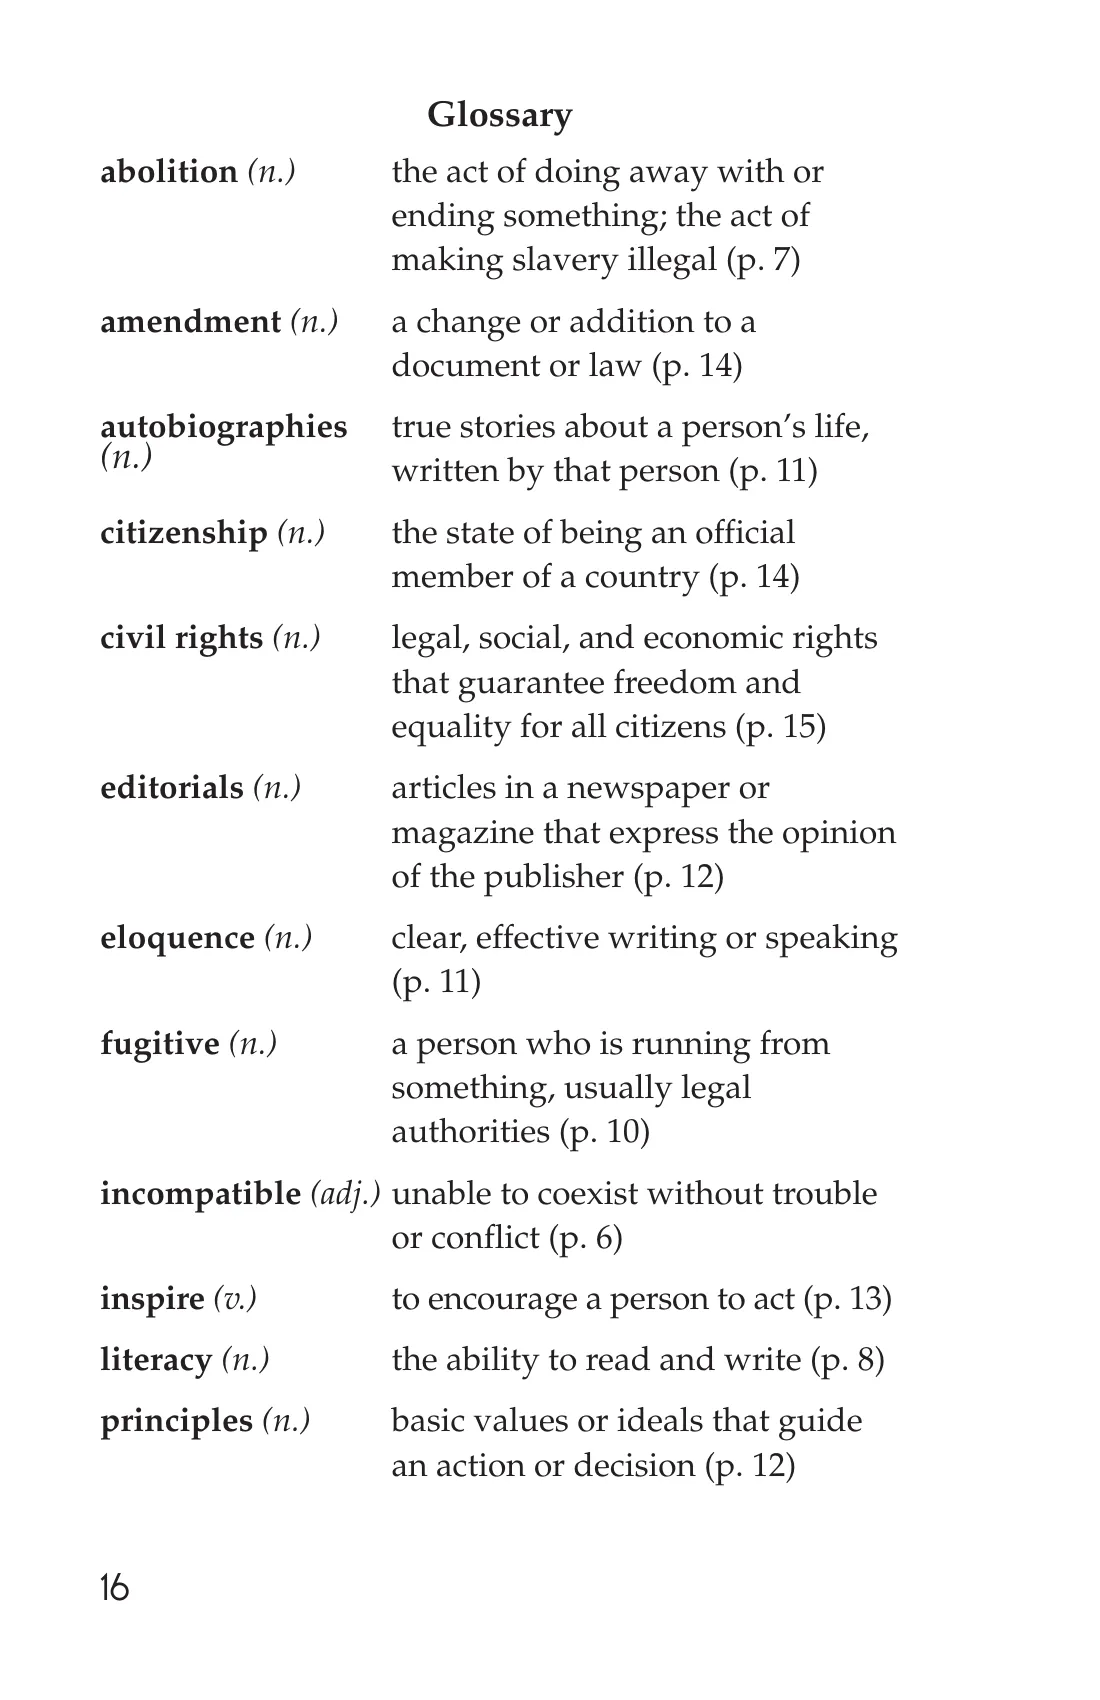 Glossary
abolition (n.) the act of doing away with or
ending something; the act of
making slavery illegal (p. 7)
amendment (n.) a change or addition to a
document or law (p. 14)
autobiographies true stories about a person’s life,
(n.) written by that person (p. 11)
citizenship (n.) the state of being an official
member of a country (p. 14)
civil rights (n.) legal, social, and economic rights
that guarantee freedom and
equality for all citizens (p. 15)
editorials (n.) articles in a newspaper or
magazine that express the opinion
of the publisher (p. 12)
eloquence (n.) clear, effective writing or speaking
(p. 11)
fugitive (n.) a person who is running from
something, usually legal
authorities (p. 10)
incompatible (adj.) unable to coexist without trouble
or conflict (p. 6)
inspire (v.) to encourage a person to act (p. 13)
literacy (n.) the ability to read and write (p. 8)
principles (n.) basic values or ideals that guide
an action or decision (p. 12)
16